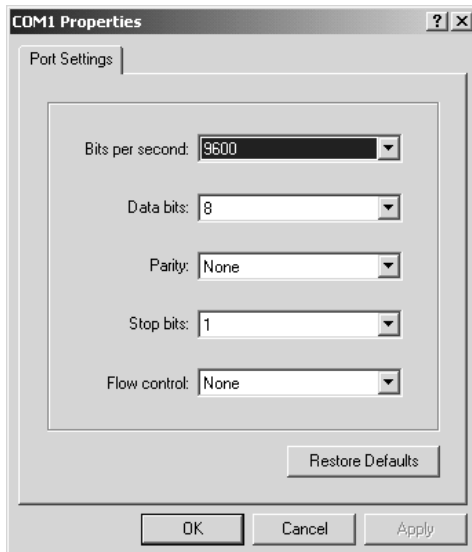 COM1 Properties
Port Settings
Bits per second: 9600
Data bits: 8
Parity: None
Stop bits: 1
Flow control: None
Restore Defaults
OK Cancel Apply